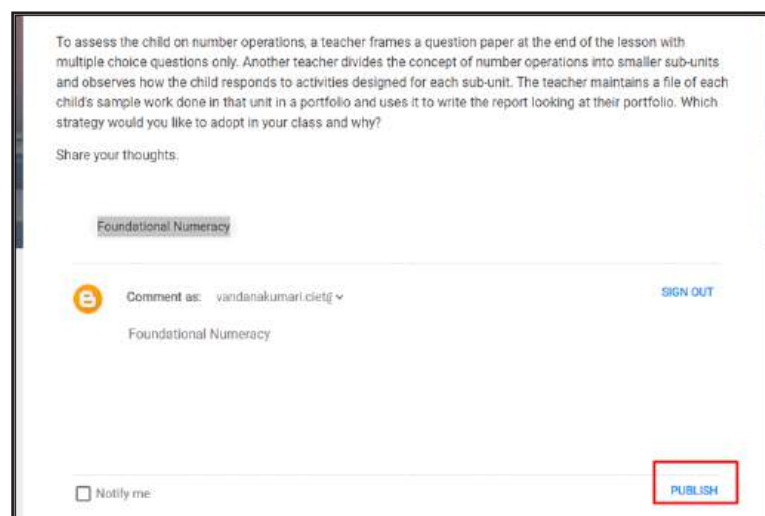 To assess the child on number operations, a teacher frames a question paper at the end of the lesson with
multiple choice questions only. Another teacher divides the concept of number operations into smaller sub-units
and observes how the child responds to activities designed for each sub-unit. The teacher maintains a file of each
child's sample work done in that unit in a portfolio and uses it to write the report looking at their portfolio. Which
strategy would you like to adopt in your class and why?
Share your thoughts.
Foundational Numeracy
Comment as: vandanakumari.ciet@
SIGN OUT
Foundational Numeracy
Notify me
PUBLISH